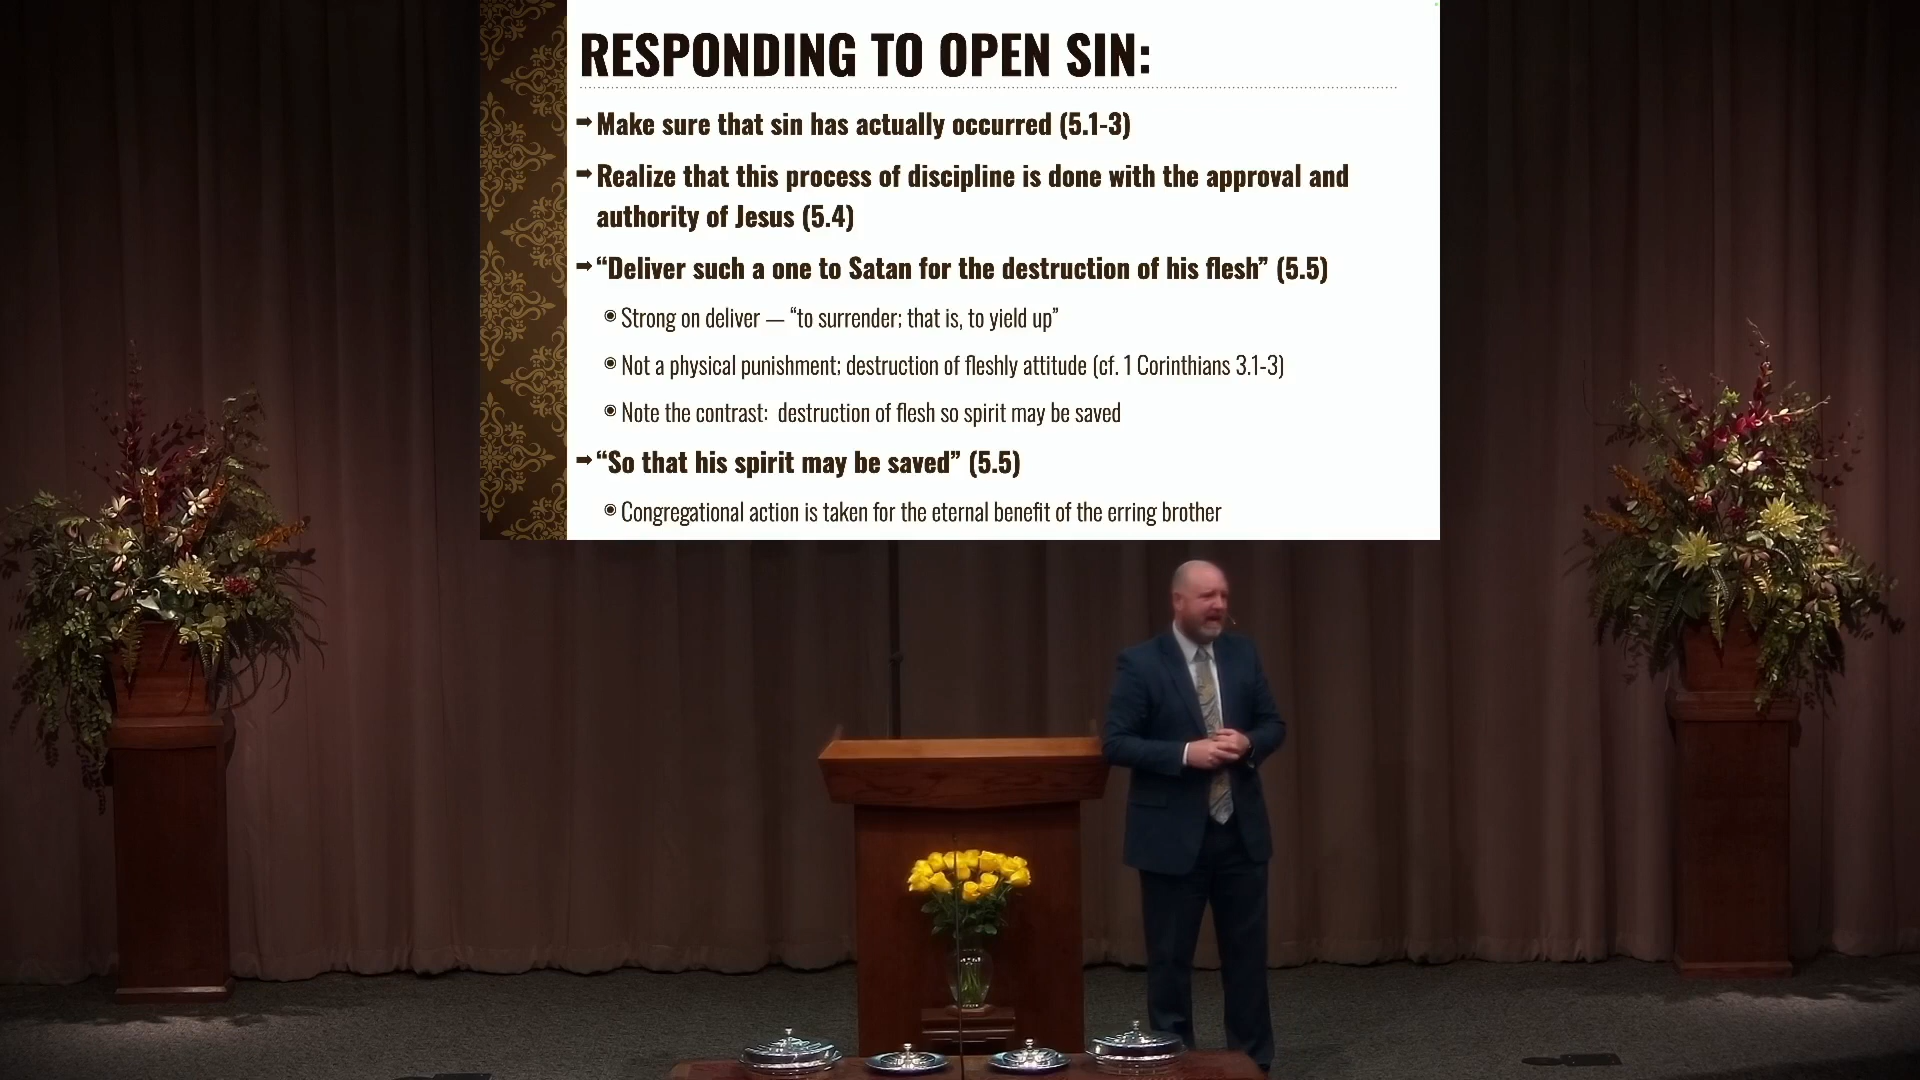 RESPONDING TO OPEN SIN:
Make sure that sin has actually occurred (5.1-3)
Realize that this process of discipline is done with the approval and
authority of Jesus (5.4)
“Deliver such a one to Satan for the destruction of his flesh” (5.5)
Strong on deliver — “to surrender; that is, to yield up”
Not a physical punishment; destruction of fleshly attitude (cf. 1 Corinthians 3.1-3)
Note the contrast:  destruction of flesh so spirit may be saved
“So that his spirit may be saved” (5.5)
Congregational action is taken for the eternal benefit of the erring brother